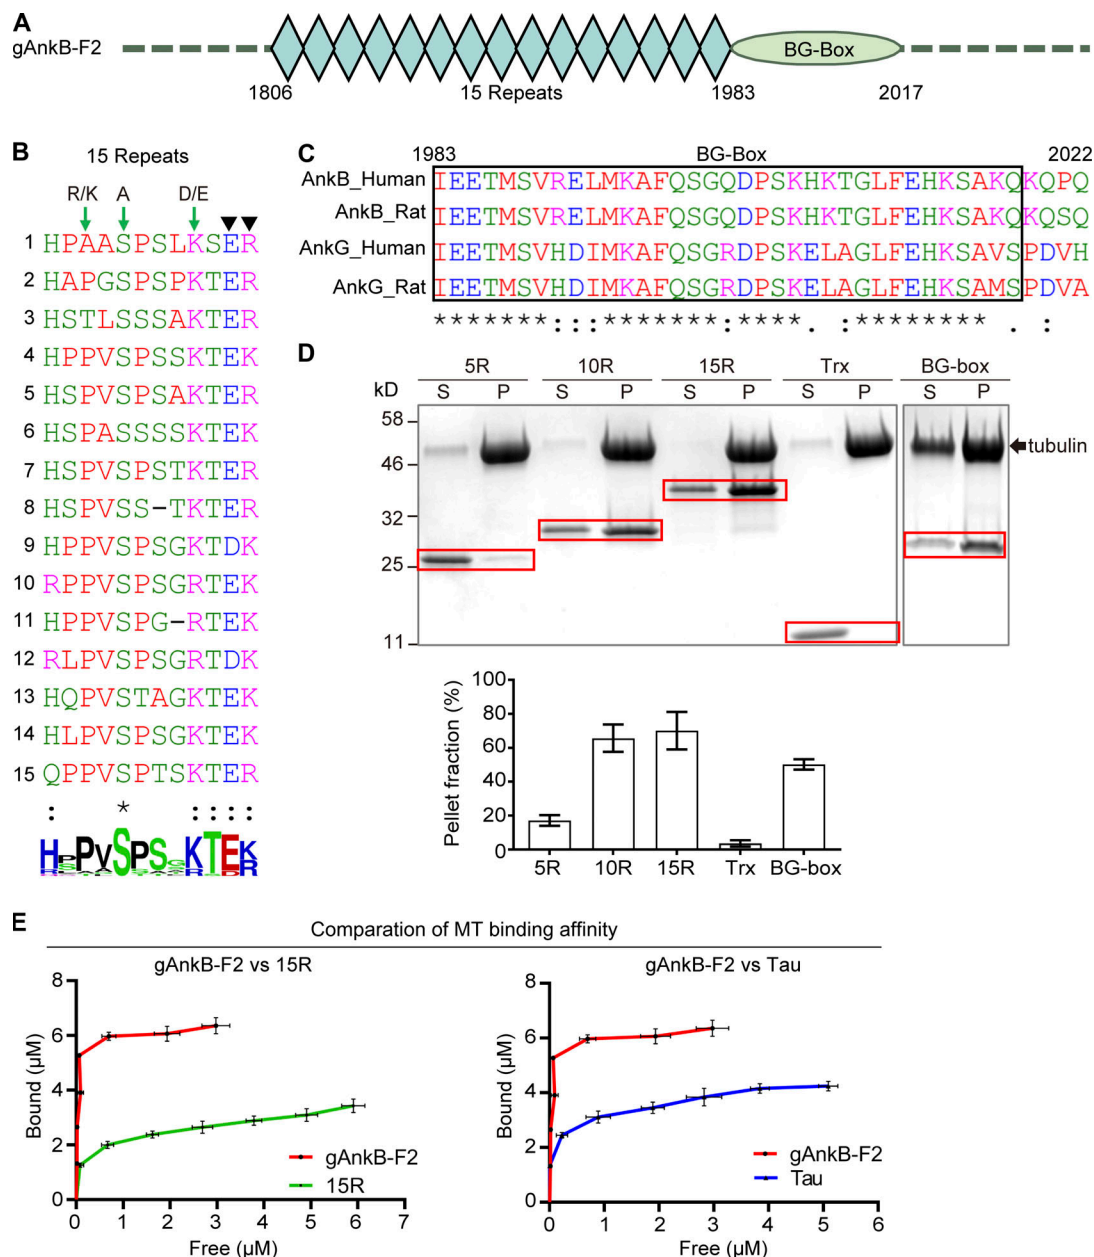 A
gAnkB-F2
BG-Box
1806
15 Repeats
1983
2017
B
15 Repeats
R/K A D/E
1 HPAASPSLKSER
2 HAPGSPSPKTER
3 HSTLSSSAKTER
4 HPPVSPSSKTEK
5 HSPVSPSAKTER
6 HSPASSSSKTEK
7 HSPVSPSTKTER
8 HSPVSS-TKTER
9 HPPVSPSGKTDK
10 RPPVSPSGRTEK
11 HPPVSPG-RTEK
12 RLPVSPSGRTDK
13 HQPVSTAGKTEK
14 HLPVSPSGKTEK
15 QPPVSPTSKTER
: * : : : :
C
1983 BG-Box 2022
AnkB_Human IEETMSVRELMKAFQSGQDPSKHKTGLFEHKSAKQKQPQ
AnkB_Rat IEETMSVRELMKAFQSGQDPSKHKTGLFEHKSAKQKQSQ
AnkG_Human IEETMSVHDIMKAFQSGRDPSKELAGLFEHKSAVSPDVH
AnkG_Rat IEETMSVHDIMKAFQSGRDPSKELAGLFEHKSAMSPDVA
*******:::*******:****. :******** . :
D
5R 10R 15R Trx BG-box
kD S P S P S P S P S P
58
46
32
25
11
tubulin
Pellet fraction (%)
100
80
60
40
20
0
5R 10R 15R Trx BG-box
E
Comparation of MT binding affinity
gAnkB-F2 vs 15R
Bound (µM)
8
6
4
2
0
gAnkB-F2
15R
0 1 2 3 4 5 6 7
Free (µM)
gAnkB-F2 vs Tau
Bound (µM)
8
6
4
2
0
gAnkB-F2
Tau
0 1 2 3 4 5 6
Free (µM)